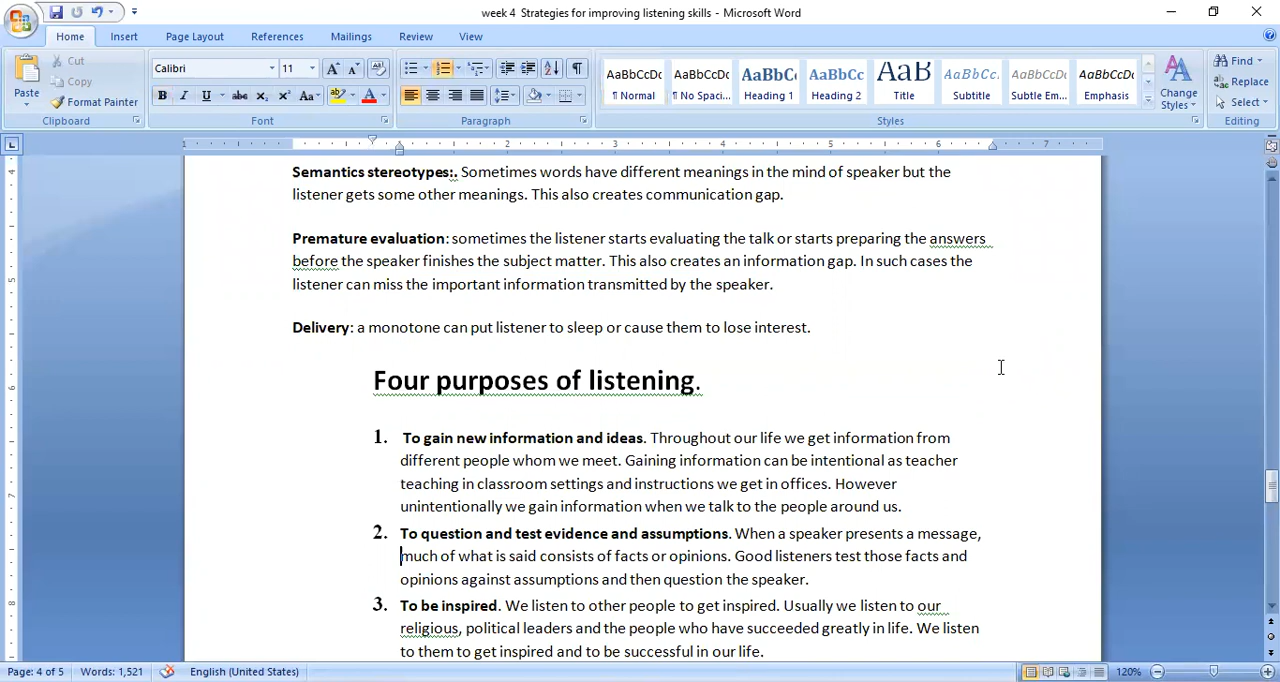 week 4  Strategies for improving listening skills - Microsoft Word
Home Insert Page Layout References Mailings Review View
Paste
Cut
Copy
Format Painter
Clipboard
Calibri 11
Font
Paragraph
AaBbCcDc AaBbCcDc AaBbC( AaBbCc AaB AaBbCc. AaBbCcDc AaBbCcDc
¶ Normal ¶ No Spaci... Heading 1 Heading 2 Title Subtitle Subtle Em... Emphasis
Change Styles
Styles
Find
Replace
Select
Editing
1 1 2 3 4 5 6 7
4
5
6
7
8
Semantics stereotypes:. Sometimes words have different meanings in the mind of speaker but the
listener gets some other meanings. This also creates communication gap.
Premature evaluation: sometimes the listener starts evaluating the talk or starts preparing the answers
before the speaker finishes the subject matter. This also creates an information gap. In such cases the
listener can miss the important information transmitted by the speaker.
Delivery: a monotone can put listener to sleep or cause them to lose interest.
Four purposes of listening.
1. To gain new information and ideas. Throughout our life we get information from
different people whom we meet. Gaining information can be intentional as teacher
teaching in classroom settings and instructions we get in offices. However
unintentionally we gain information when we talk to the people around us.
2. To question and test evidence and assumptions. When a speaker presents a message,
much of what is said consists of facts or opinions. Good listeners test those facts and
opinions against assumptions and then question the speaker.
3. To be inspired. We listen to other people to get inspired. Usually we listen to our
religious, political leaders and the people who have succeeded greatly in life. We listen
to them to get inspired and to be successful in our life.
Page: 4 of 5 Words: 1,521 English (United States) 120%